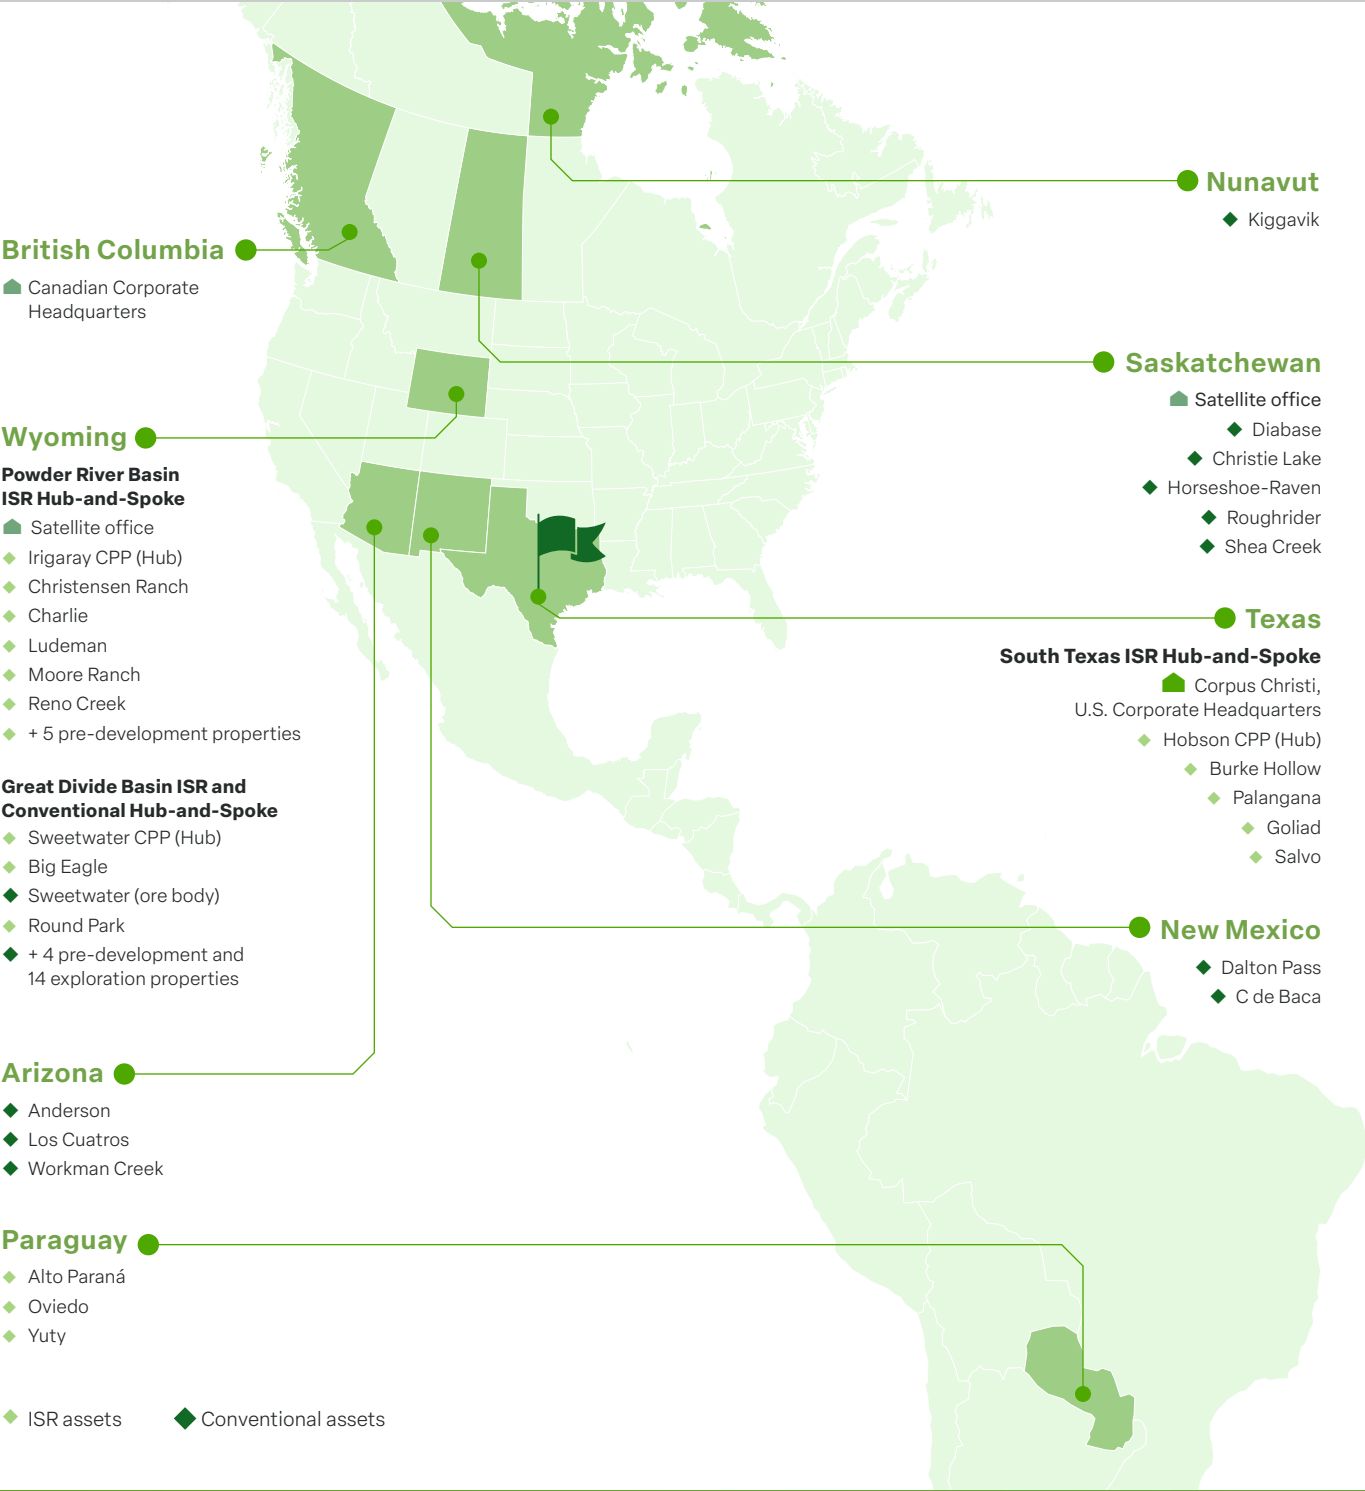 Nunavut
Kiggavik
British Columbia
Canadian Corporate
Headquarters
Saskatchewan
Satellite office
Diabase
Christie Lake
Horseshoe-Raven
Roughrider
Shea Creek
Wyoming
Powder River Basin
ISR Hub-and-Spoke
Satellite office
Irigaray CPP (Hub)
Christensen Ranch
Charlie
Ludeman
Moore Ranch
Reno Creek
+ 5 pre-development properties
Great Divide Basin ISR and
Conventional Hub-and-Spoke
Sweetwater CPP (Hub)
Big Eagle
Sweetwater (ore body)
Round Park
+ 4 pre-development and
14 exploration properties
Texas
South Texas ISR Hub-and-Spoke
Corpus Christi,
U.S. Corporate Headquarters
Hobson CPP (Hub)
Burke Hollow
Palangana
Goliad
Salvo
New Mexico
Dalton Pass
C de Baca
Arizona
Anderson
Los Cuatros
Workman Creek
Paraguay
Alto Paraná
Oviedo
Yuty
ISR assets
Conventional assets